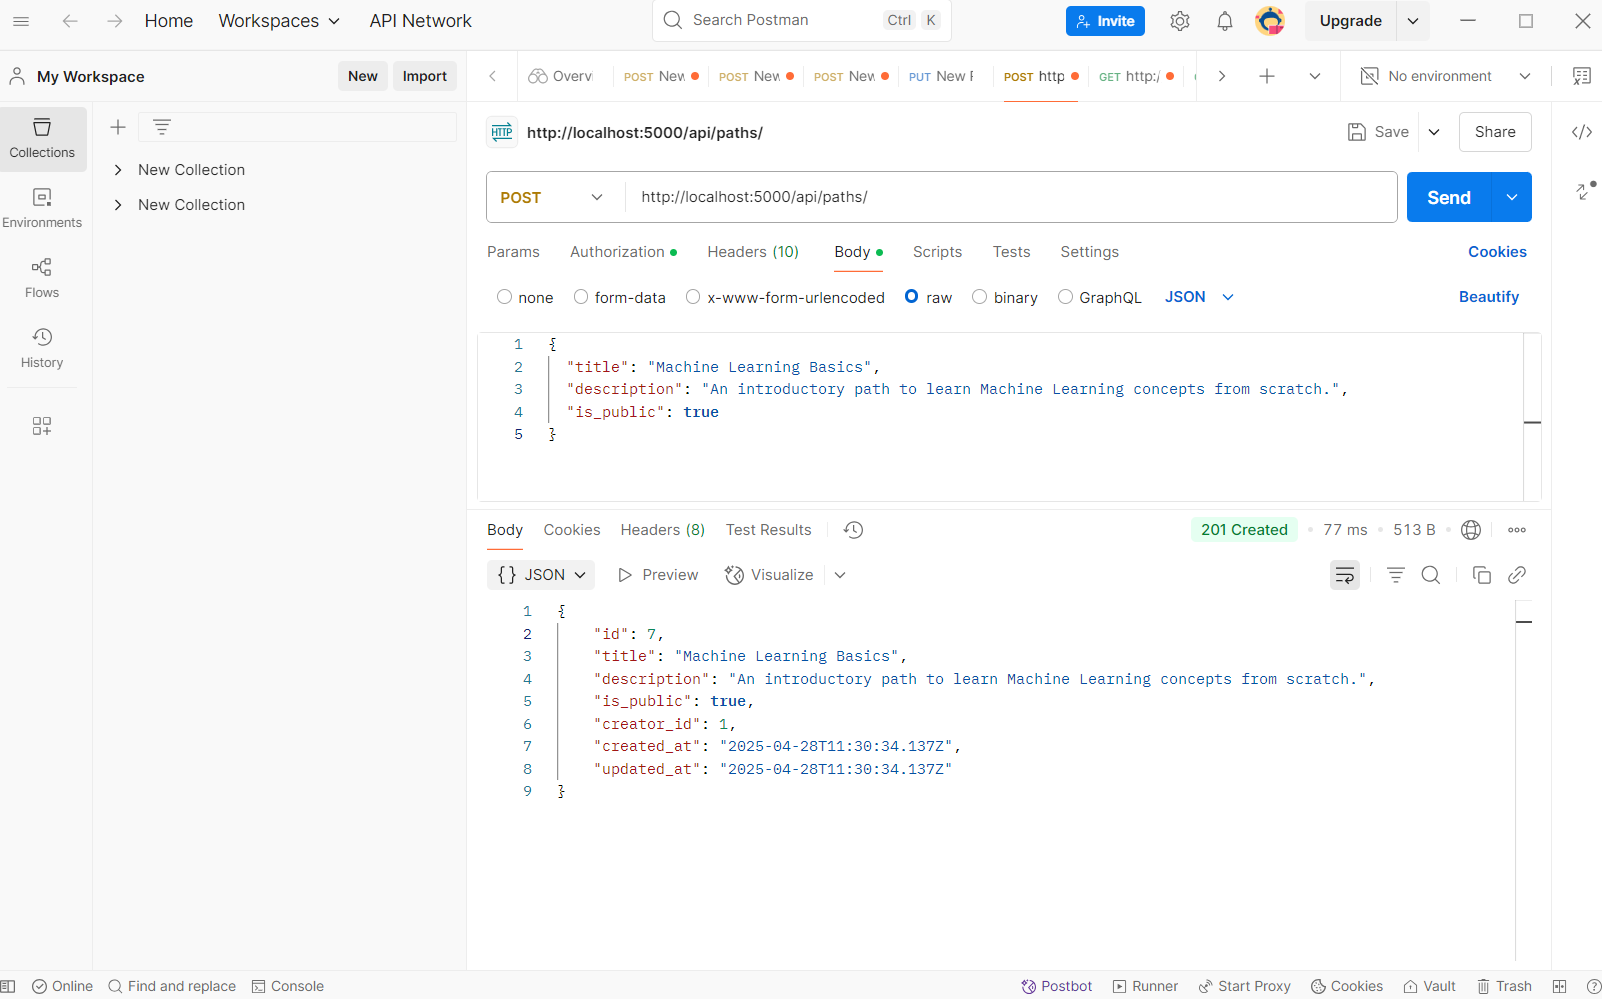 Home Workspaces API Network Search Postman Ctrl K Invite Upgrade
My Workspace New Import Overvi POST New POST New POST New PUT New F POST http GET http:/ No environment
Collections
Environments
Flows
History
New Collection
New Collection
HTTP http://localhost:5000/api/paths/ Save Share
POST http://localhost:5000/api/paths/ Send
Params Authorization Headers (10) Body Scripts Tests Settings Cookies
none form-data x-www-form-urlencoded raw binary GraphQL JSON Beautify
1 {
2 "title": "Machine Learning Basics",
3 "description": "An introductory path to learn Machine Learning concepts from scratch.",
4 "is_public": true
5 }
Body Cookies Headers (8) Test Results 201 Created 77 ms 513 B
{} JSON Preview Visualize
1 {
2 "id": 7,
3 "title": "Machine Learning Basics",
4 "description": "An introductory path to learn Machine Learning concepts from scratch.",
5 "is_public": true,
6 "creator_id": 1,
7 "created_at": "2025-04-28T11:30:34.137Z",
8 "updated_at": "2025-04-28T11:30:34.137Z"
9 }
Online Find and replace Console Postbot Runner Start Proxy Cookies Vault Trash